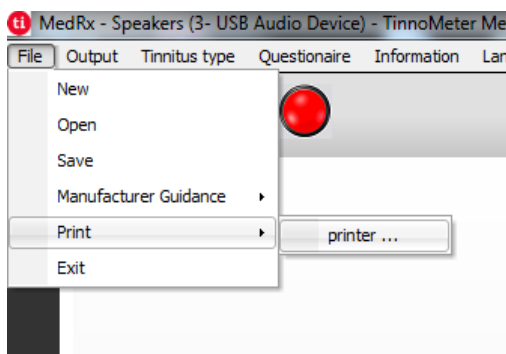 ti MedRx - Speakers (3- USB Audio Device) - TinnoMeter Me
File Output Tinnitus type Questionaire Information Lan
New
Open
Save
Manufacturer Guidance
Print
printer ...
Exit